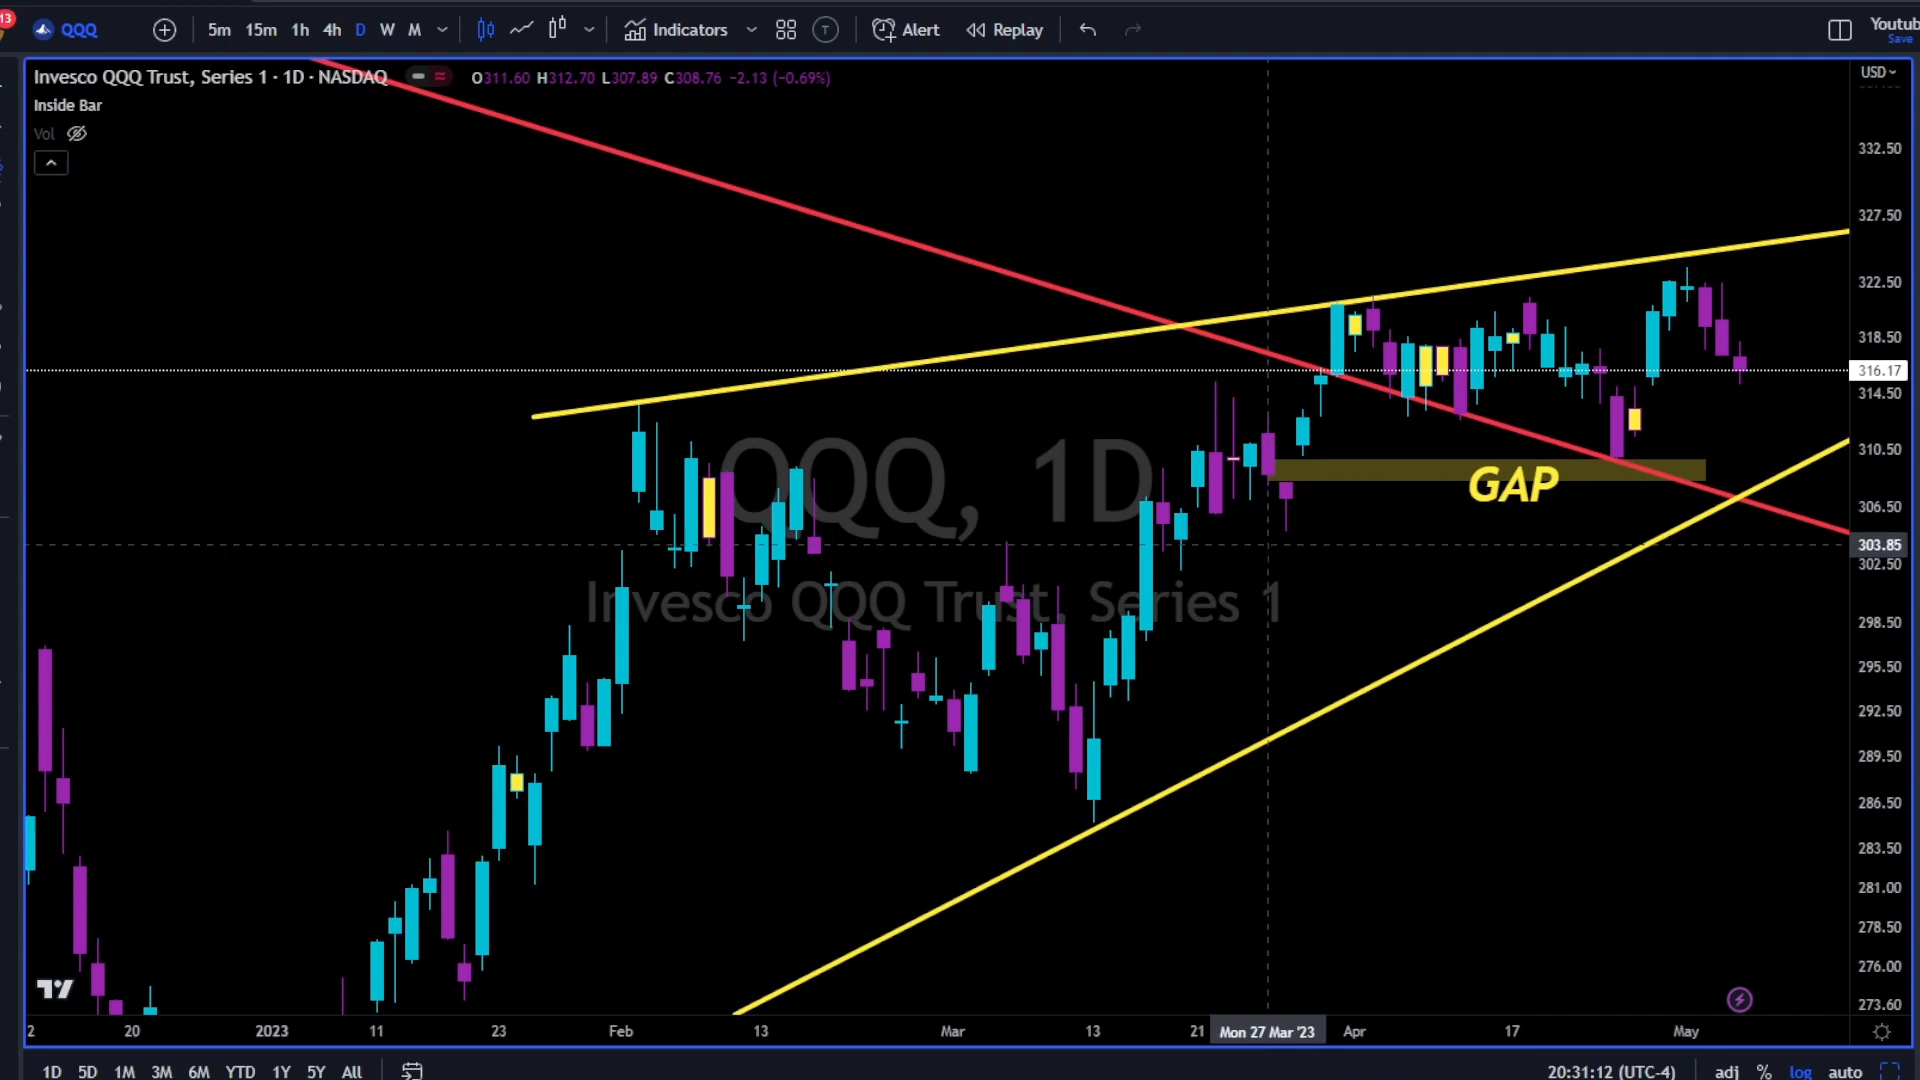 13
QQQ 5m 15m 1h 4h D W M Indicators T Alert Replay Youtub
Save
Invesco QQQ Trust, Series 1 · 1D · NASDAQ O311.60 H312.70 L307.89 C308.76 −2.13 (−0.69%) USD
Inside Bar
Vol
332.50
327.50
322.50
318.50
316.17
314.50
310.50
306.50
303.85
302.50
298.50
295.50
292.50
289.50
286.50
283.50
281.00
278.50
276.00
273.60
GAP
QQQ, 1D
Invesco QQQ Trust, Series 1
2 20 2023 11 23 Feb 13 Mar 13 21 Mon 27 Mar '23 Apr 17 May
1D 5D 1M 3M 6M YTD 1Y 5Y All 20:31:12 (UTC-4) adj % log auto